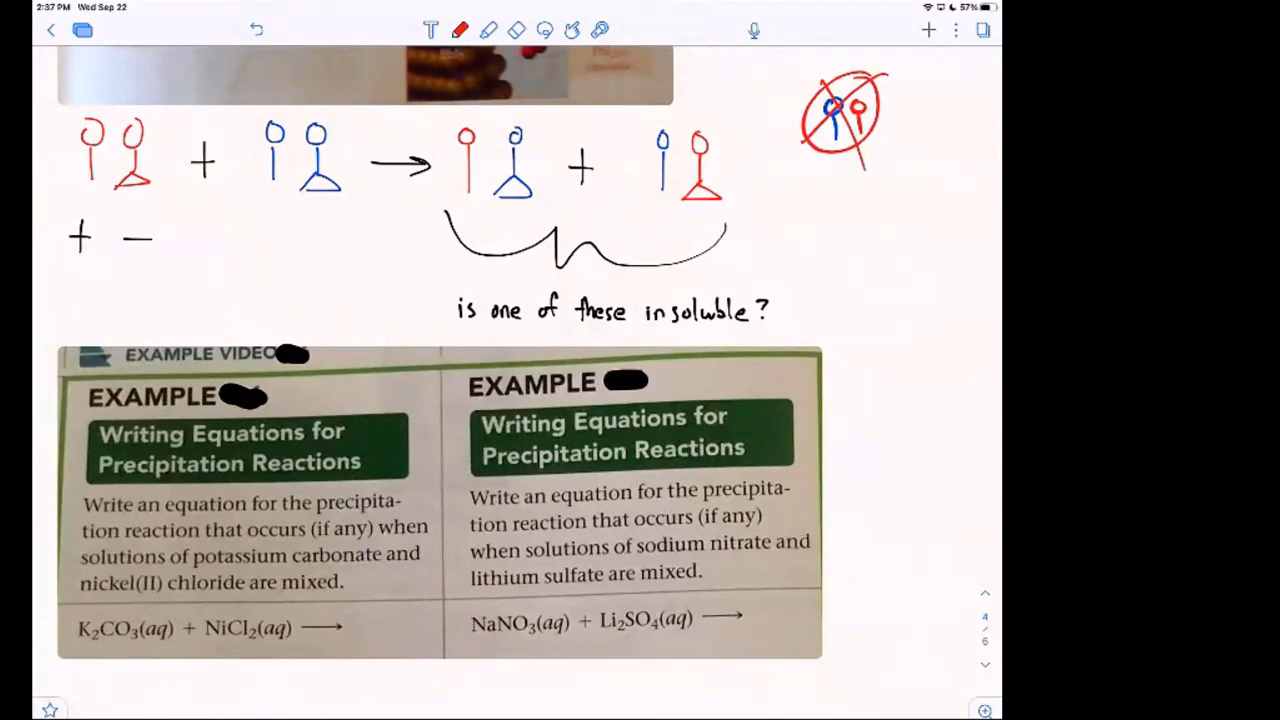 2:37 PM Wed Sep 22
57%
T
+ →  +
+ −
is one of these insoluble?
EXAMPLE VIDEO
EXAMPLE
Writing Equations for
Precipitation Reactions
Write an equation for the precipita-
tion reaction that occurs (if any) when
solutions of potassium carbonate and
nickel(II) chloride are mixed.
K₂CO₃(aq) + NiCl₂(aq) ⟶
EXAMPLE
Writing Equations for
Precipitation Reactions
Write an equation for the precipita-
tion reaction that occurs (if any)
when solutions of sodium nitrate and
lithium sulfate are mixed.
NaNO₃(aq) + Li₂SO₄(aq) ⟶
4
/
6